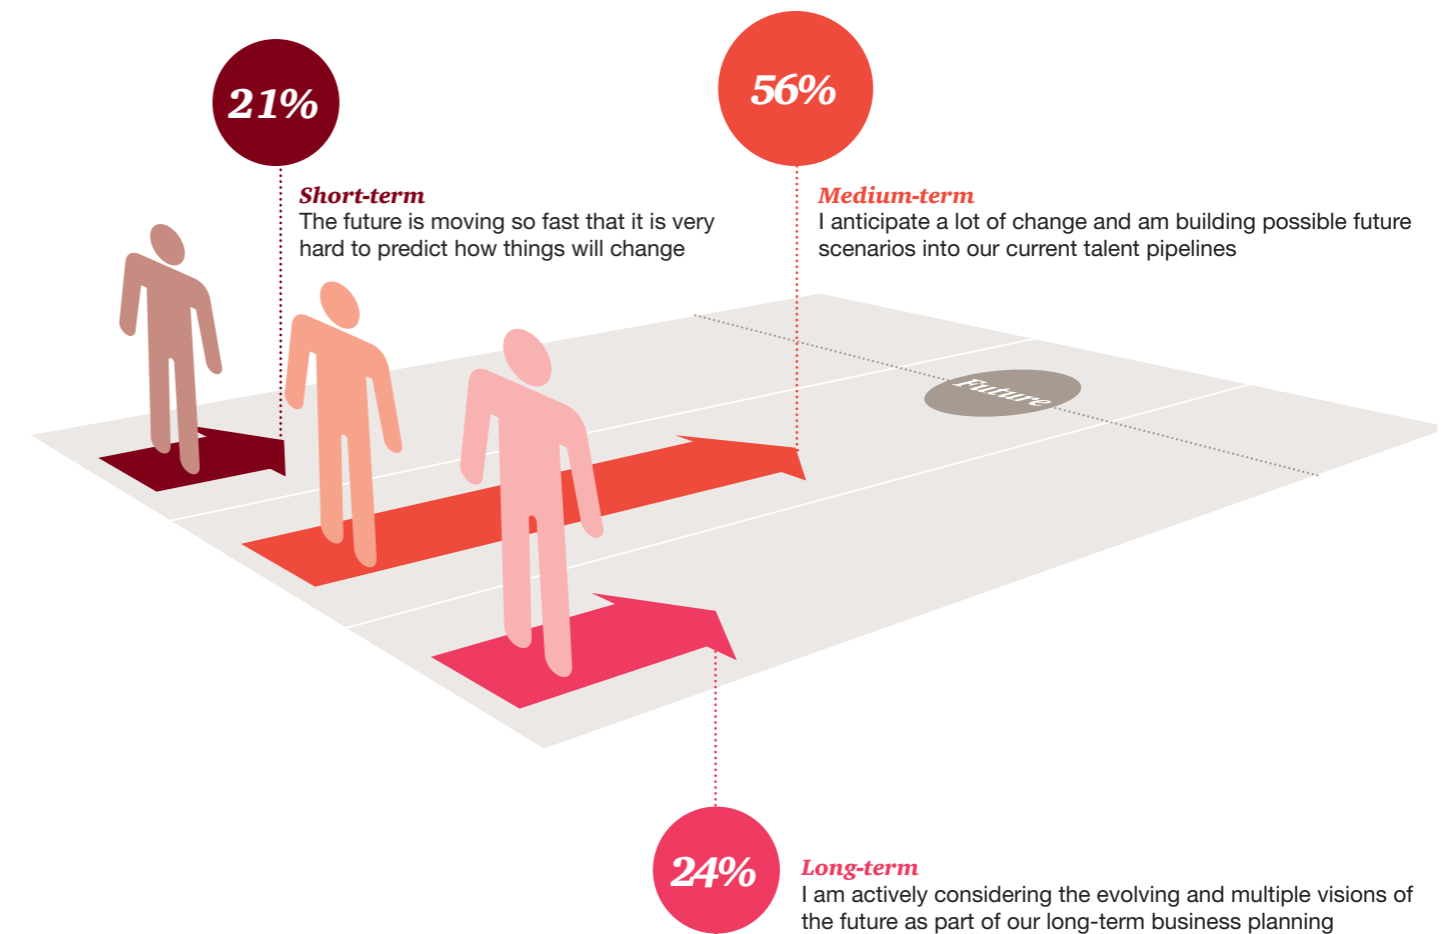 21%
Short-term
The future is moving so fast that it is very
hard to predict how things will change
56%
Medium-term
I anticipate a lot of change and am building possible future
scenarios into our current talent pipelines
Future
24%
Long-term
I am actively considering the evolving and multiple visions of
the future as part of our long-term business planning